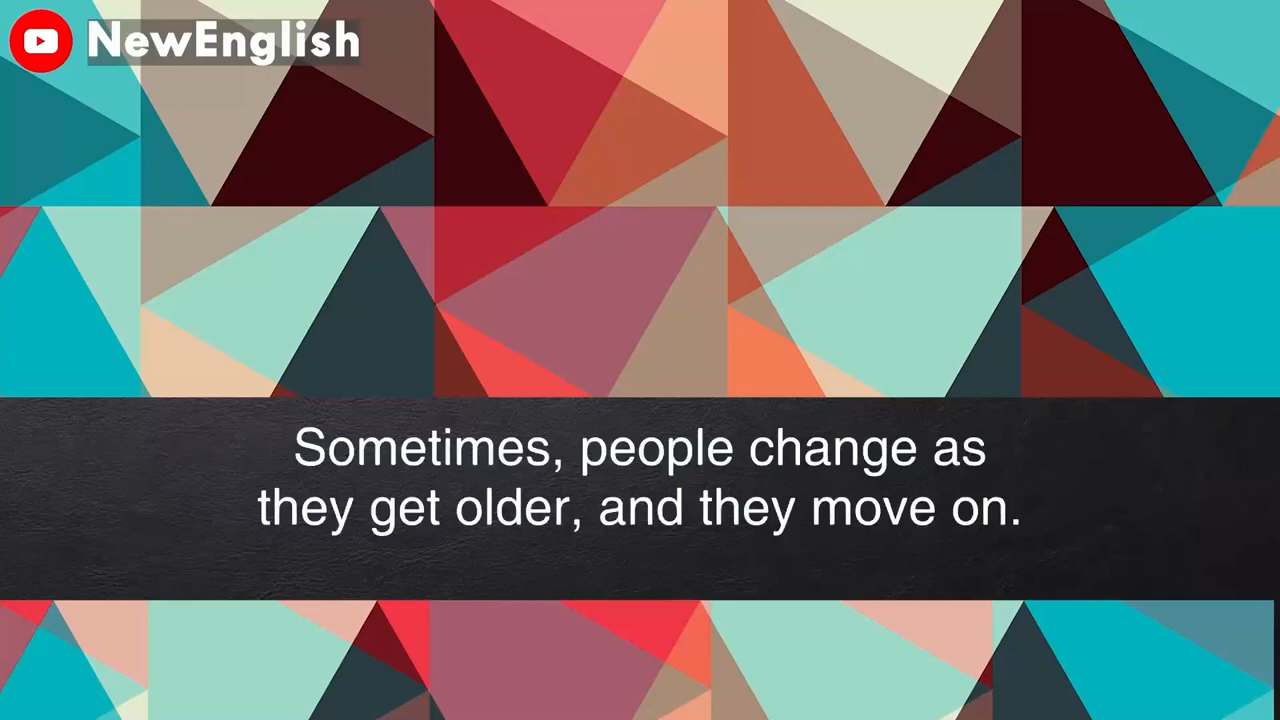 NewEnglish
Sometimes, people change as
they get older, and they move on.